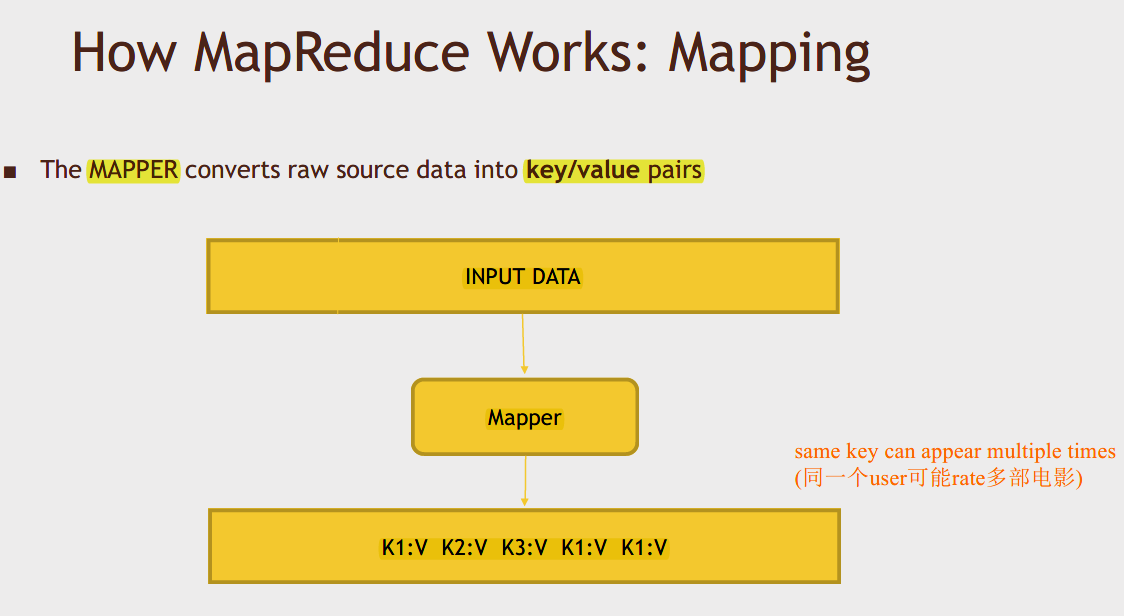 How MapReduce Works: Mapping
The MAPPER converts raw source data into key/value pairs
INPUT DATA
Mapper
same key can appear multiple times
(同一个user可能rate多部电影)
K1:V K2:V K3:V K1:V K1:V